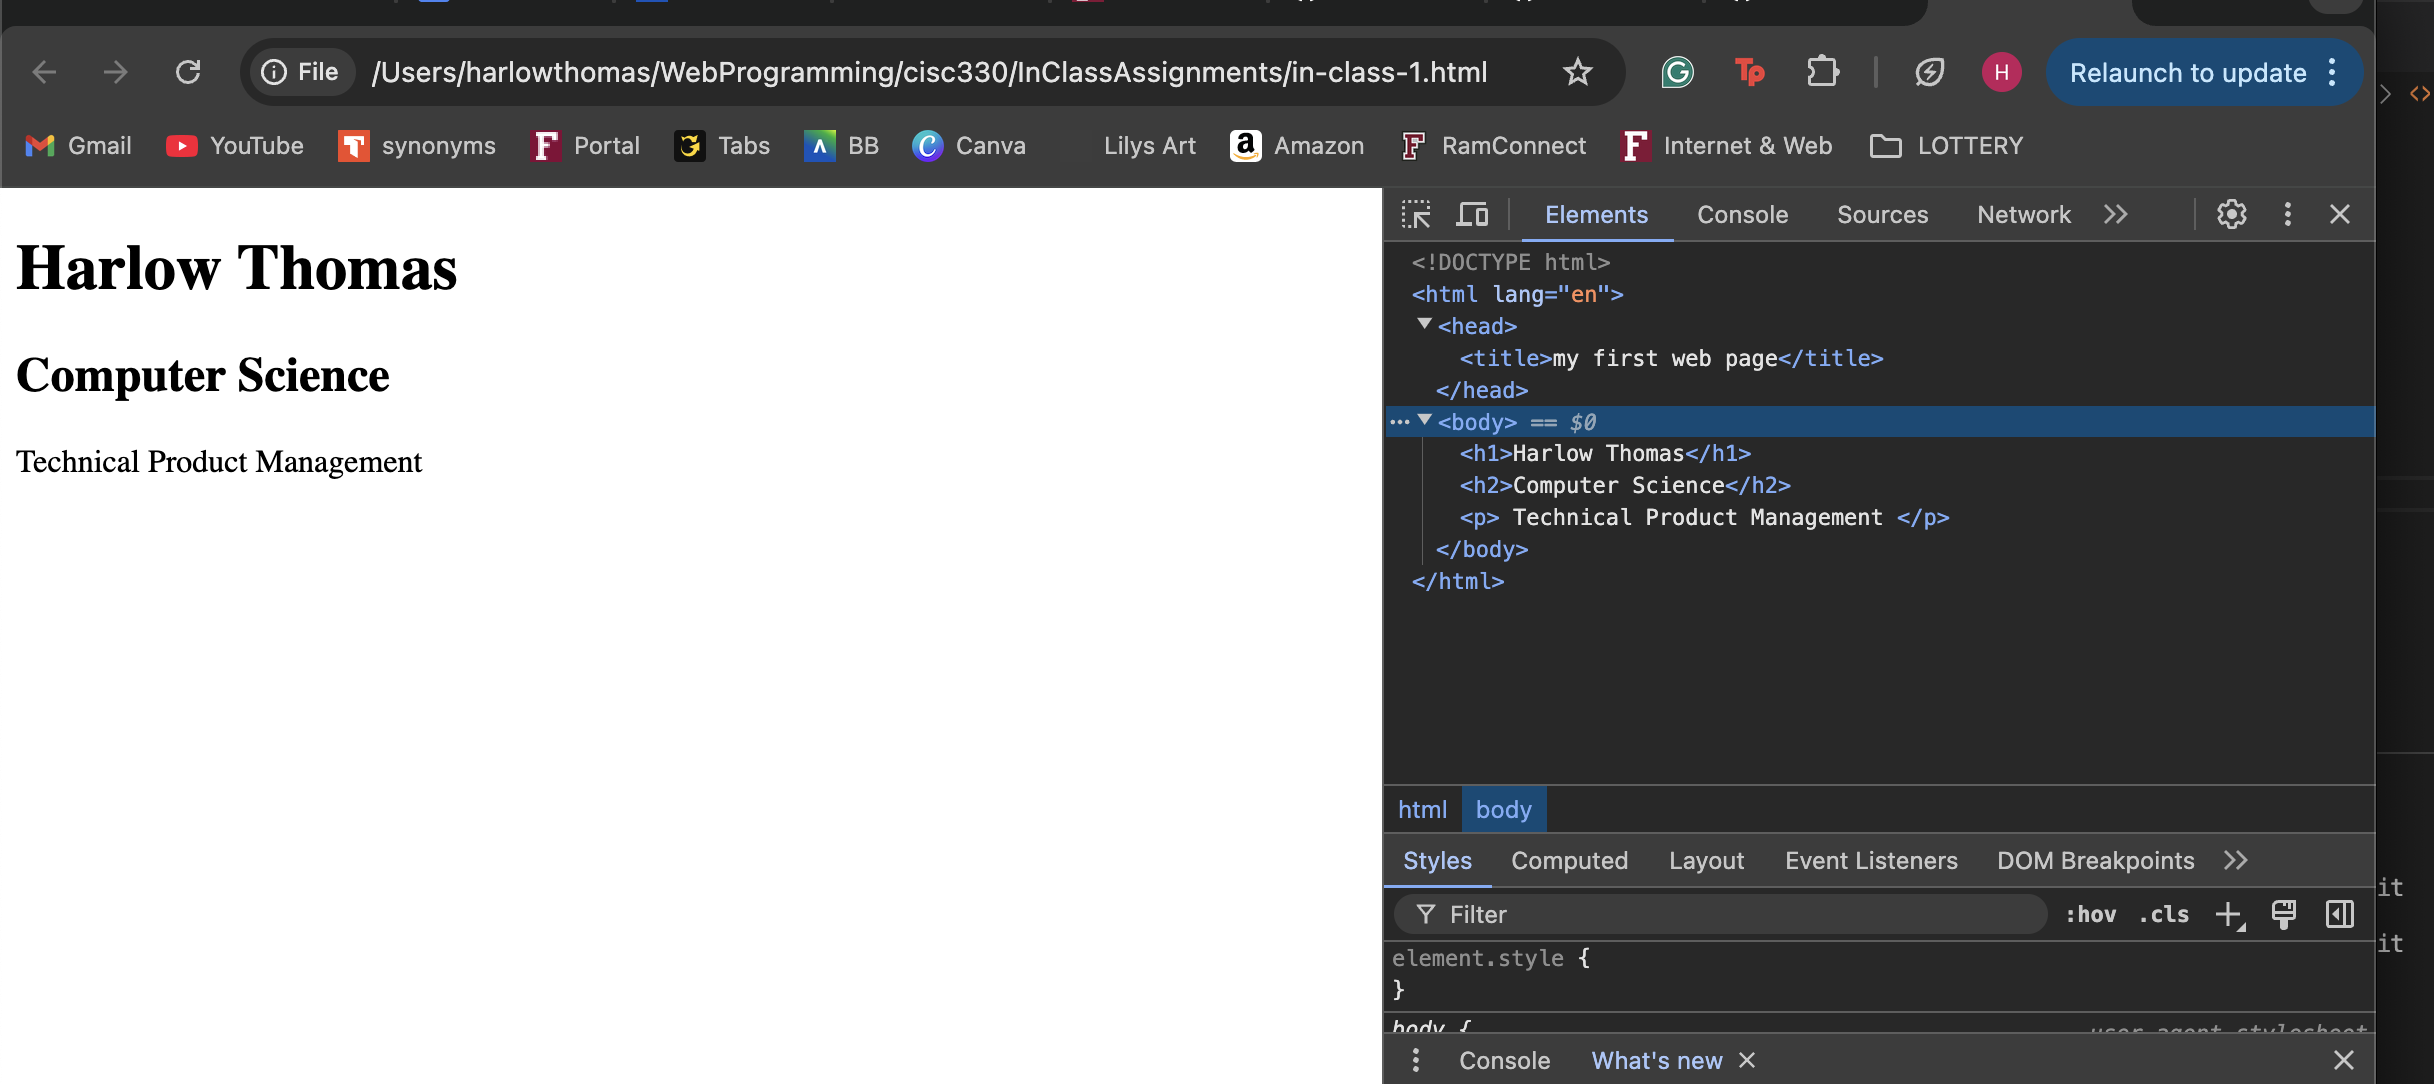 File /Users/harlowthomas/WebProgramming/cisc330/InClassAssignments/in-class-1.html H Relaunch to update
Gmail YouTube synonyms Portal Tabs BB Canva Lilys Art Amazon RamConnect Internet & Web LOTTERY
Harlow Thomas
Computer Science
Technical Product Management
Elements Console Sources Network
<!DOCTYPE html>
<html lang="en">
<head>
<title>my first web page</title>
</head>
<body> == $0
<h1>Harlow Thomas</h1>
<h2>Computer Science</h2>
<p> Technical Product Management </p>
</body>
</html>
html body
Styles Computed Layout Event Listeners DOM Breakpoints
Filter :hov .cls
element.style {
}
body { user agent stylesheet
Console What's new
it
it